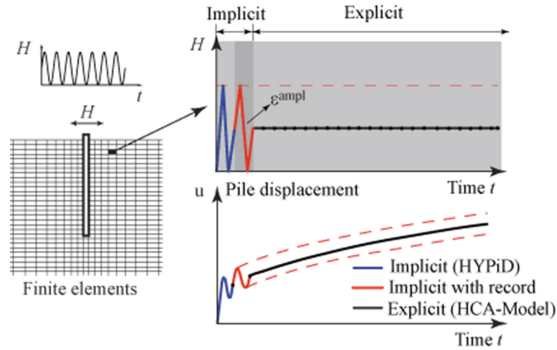 Implicit
Explicit
H
H
t
H
ε^ampl
Time t
u
Pile displacement
Finite elements
Implicit (HYPiD)
Implicit with record
Explicit (HCA-Model)
Time t